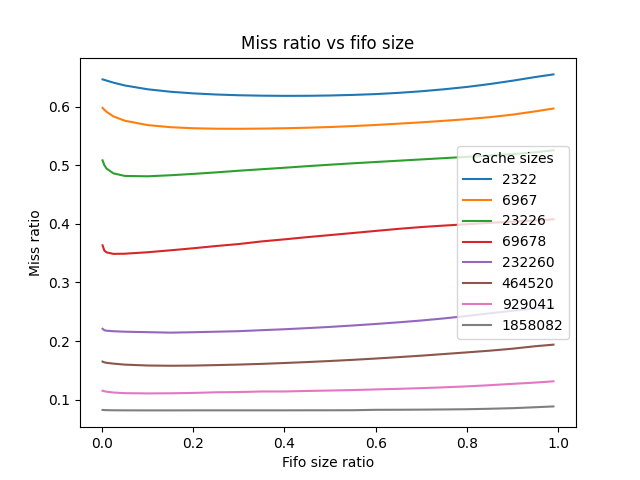 Miss ratio vs fifo size
Miss ratio
0.6
0.5
0.4
0.3
0.2
0.1
Cache sizes
2322
6967
23226
69678
232260
464520
929041
1858082
0.0 0.2 0.4 0.6 0.8 1.0
Fifo size ratio